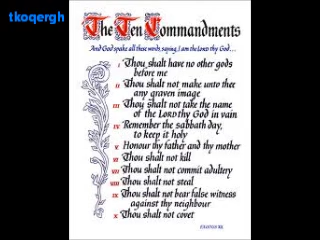 tkoqergh
The Ten Commandments
And God spake all these words, saying, I am the LORD thy God...
I Thou shalt have no other gods
before me
II Thou shalt not make unto thee
any graven image
III Thou shalt not take the name
of the LORD thy God in vain
IV Remember the sabbath day,
to keep it holy
V Honour thy father and thy mother
VI Thou shalt not kill
VII Thou shalt not commit adultery
VIII Thou shalt not steal
IX Thou shalt not bear false witness
against thy neighbour
X Thou shalt not covet
EXODUS XX